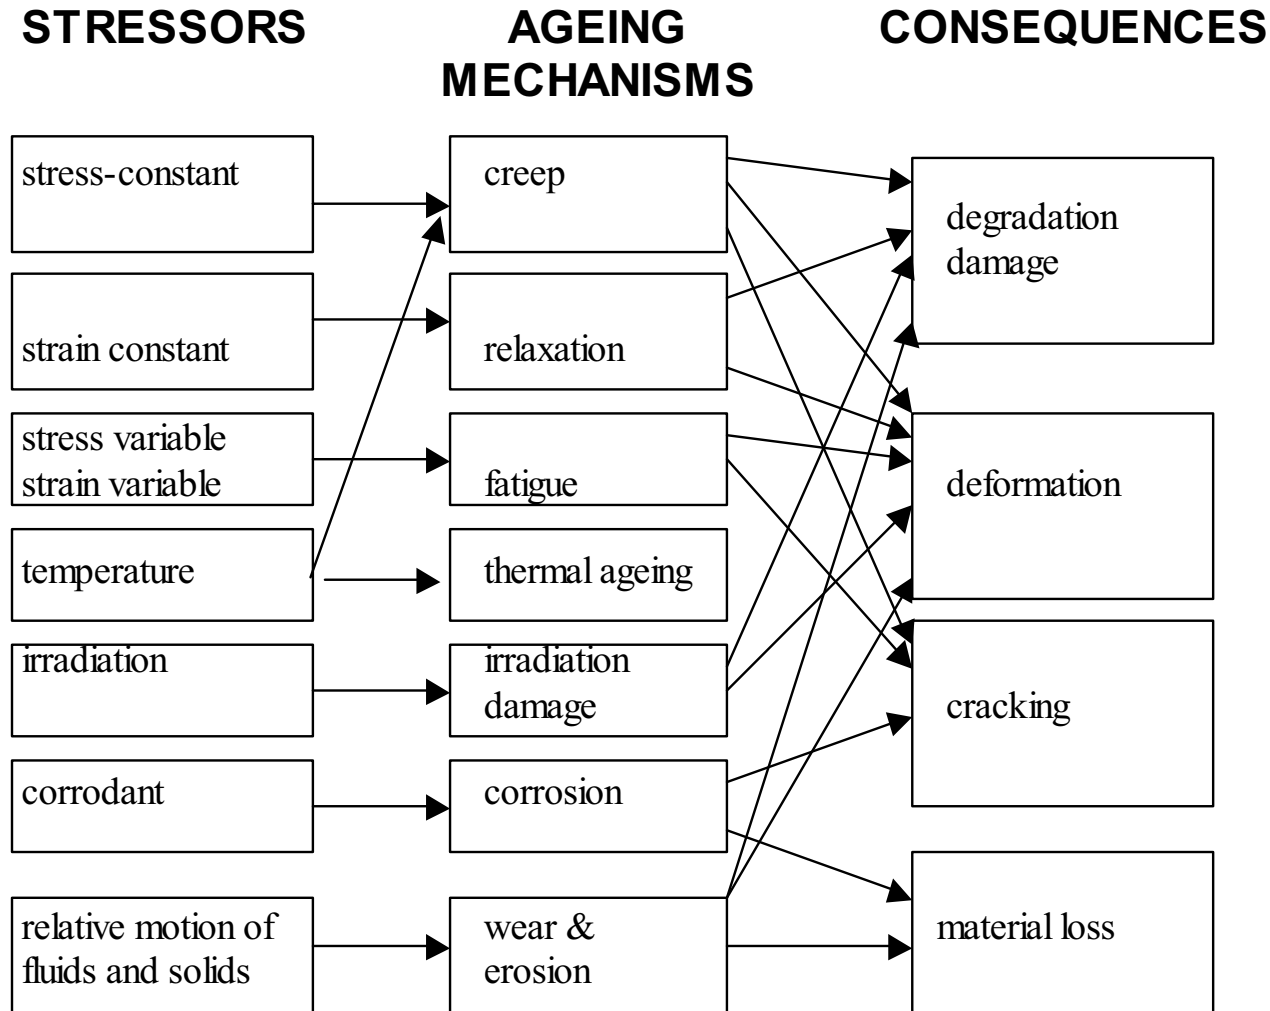 STRESSORS
AGEING
MECHANISMS
CONSEQUENCES
stress-constant
creep
degradation
damage
strain constant
relaxation
stress variable
strain variable
fatigue
deformation
temperature
thermal ageing
irradiation
irradiation
damage
cracking
corrodant
corrosion
relative motion of
fluids and solids
wear &
erosion
material loss